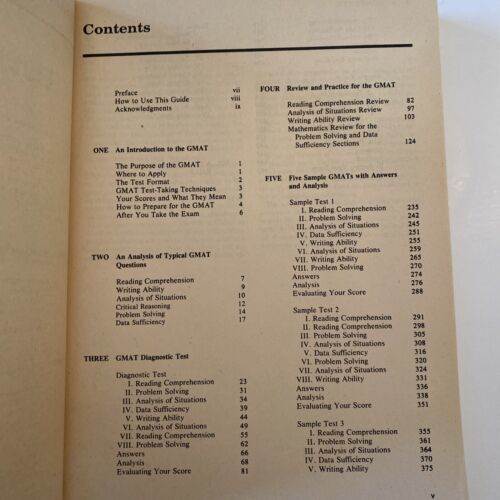 Contents
Preface vii
How to Use This Guide viii
Acknowledgments ix
ONE An Introduction to the GMAT
The Purpose of the GMAT 1
Where to Apply 1
The Test Format 2
GMAT Test-Taking Techniques 3
Your Scores and What They Mean 3
How to Prepare for the GMAT 4
After You Take the Exam 6
TWO An Analysis of Typical GMAT
Questions
Reading Comprehension 7
Writing Ability 9
Analysis of Situations 10
Critical Reasoning 12
Problem Solving 14
Data Sufficiency 17
THREE GMAT Diagnostic Test
Diagnostic Test
I. Reading Comprehension 23
II. Problem Solving 31
III. Analysis of Situations 34
IV. Data Sufficiency 39
V. Writing Ability 44
VI. Analysis of Situations 49
VII. Reading Comprehension 55
VIII. Problem Solving 62
Answers 66
Analysis 68
Evaluating Your Score 81
FOUR Review and Practice for the GMAT
Reading Comprehension Review 82
Analysis of Situations Review 97
Writing Ability Review 103
Mathematics Review for the
Problem Solving and Data
Sufficiency Sections 124
FIVE Five Sample GMATs with Answers
and Analysis
Sample Test 1
I. Reading Comprehension 235
II. Problem Solving 242
III. Analysis of Situations 245
IV. Data Sufficiency 251
V. Writing Ability 255
VI. Analysis of Situations 259
VII. Writing Ability 265
VIII. Problem Solving 270
Answers 274
Analysis 276
Evaluating Your Score 288
Sample Test 2
I. Reading Comprehension 291
II. Reading Comprehension 298
III. Problem Solving 305
IV. Analysis of Situations 308
V. Data Sufficiency 316
VI. Problem Solving 320
VII. Analysis of Situations 325
VIII. Writing Ability 331
Answers 336
Analysis 338
Evaluating Your Score 351
Sample Test 3
I. Reading Comprehension 355
II. Problem Solving 361
III. Analysis of Situations 364
IV. Data Sufficiency 370
V. Writing Ability 375
v